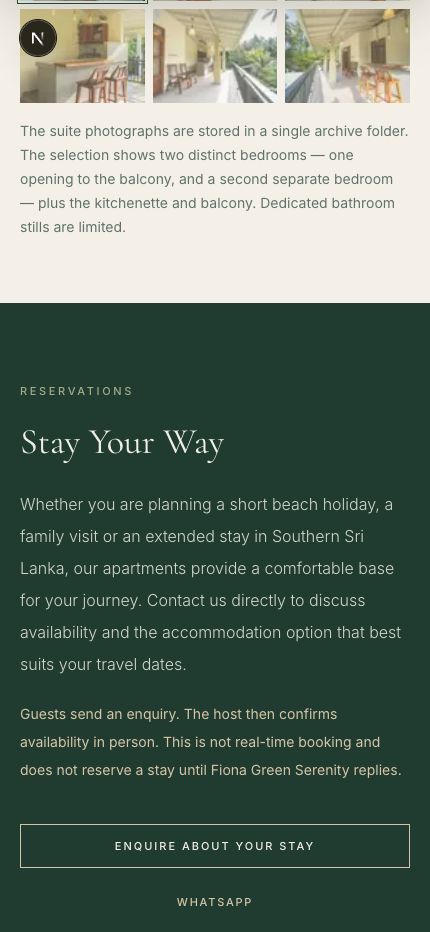 N
The suite photographs are stored in a single archive folder.
The selection shows two distinct bedrooms — one
opening to the balcony, and a second separate bedroom
— plus the kitchenette and balcony. Dedicated bathroom
stills are limited.
RESERVATIONS
Stay Your Way
Whether you are planning a short beach holiday, a
family visit or an extended stay in Southern Sri
Lanka, our apartments provide a comfortable base
for your journey. Contact us directly to discuss
availability and the accommodation option that best
suits your travel dates.
Guests send an enquiry. The host then confirms
availability in person. This is not real-time booking and
does not reserve a stay until Fiona Green Serenity replies.
ENQUIRE ABOUT YOUR STAY
WHATSAPP